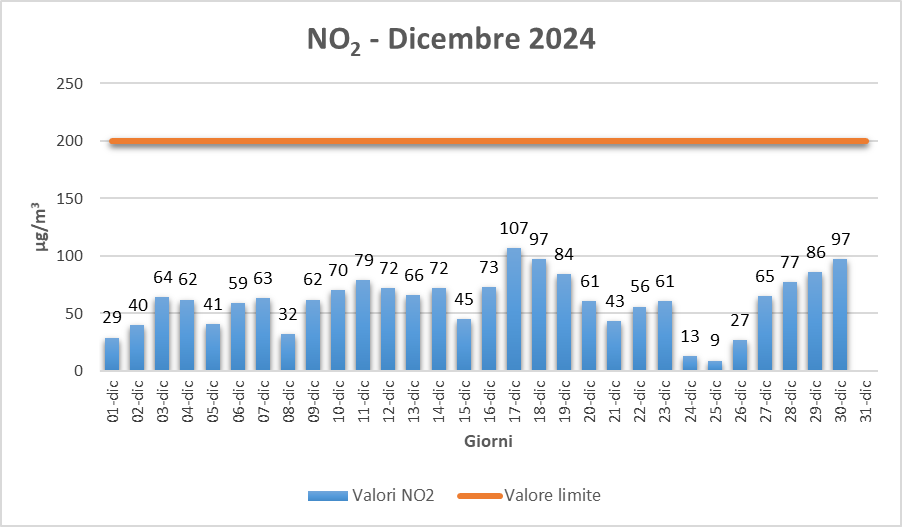 NO₂ - Dicembre 2024
250
200
150
100
50
0
µg/m³
29
40
64
62
41
59
63
32
62
70
79
72
66
72
45
73
107
97
84
61
43
56
61
13
9
27
65
77
86
97
01-dic
02-dic
03-dic
04-dic
05-dic
06-dic
07-dic
08-dic
09-dic
10-dic
11-dic
12-dic
13-dic
14-dic
15-dic
16-dic
17-dic
18-dic
19-dic
20-dic
21-dic
22-dic
23-dic
24-dic
25-dic
26-dic
27-dic
28-dic
29-dic
30-dic
31-dic
Giorni
Valori NO2
Valore limite